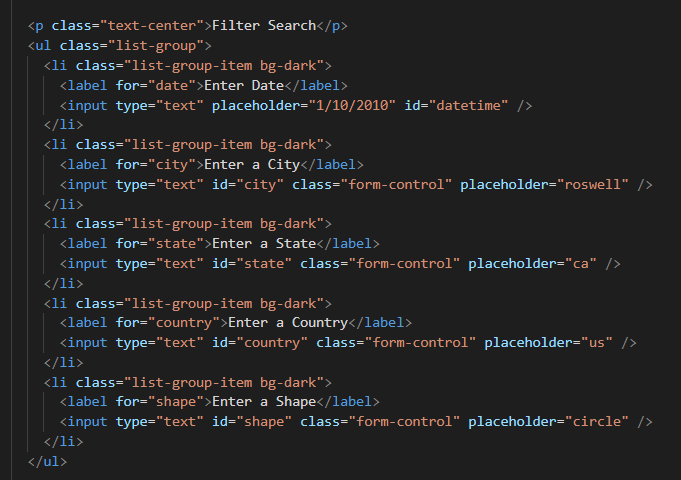 <p class="text-center">Filter Search</p>
<ul class="list-group">
<li class="list-group-item bg-dark">
<label for="date">Enter Date</label>
<input type="text" placeholder="1/10/2010" id="datetime" />
</li>
<li class="list-group-item bg-dark">
<label for="city">Enter a City</label>
<input type="text" id="city" class="form-control" placeholder="roswell" />
</li>
<li class="list-group-item bg-dark">
<label for="state">Enter a State</label>
<input type="text" id="state" class="form-control" placeholder="ca" />
</li>
<li class="list-group-item bg-dark">
<label for="country">Enter a Country</label>
<input type="text" id="country" class="form-control" placeholder="us" />
</li>
<li class="list-group-item bg-dark">
<label for="shape">Enter a Shape</label>
<input type="text" id="shape" class="form-control" placeholder="circle" />
</li>
</ul>